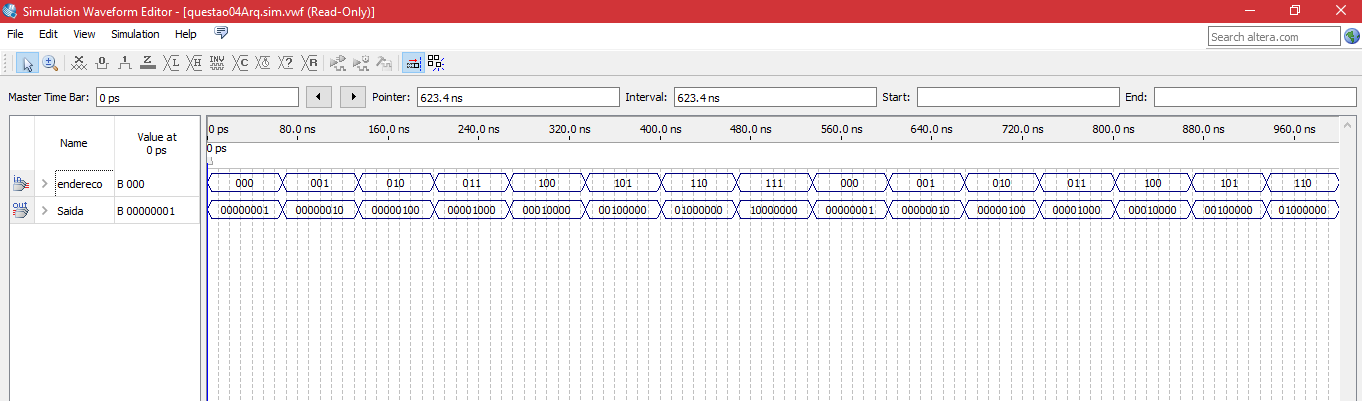 Simulation Waveform Editor - [questao04Arq.sim.vwf (Read-Only)]
File Edit View Simulation Help
Search altera.com
Master Time Bar: 0 ps Pointer: 623.4 ns Interval: 623.4 ns Start: End:
Name Value at 0 ps
0 ps 80.0 ns 160.0 ns 240.0 ns 320.0 ns 400.0 ns 480.0 ns 560.0 ns 640.0 ns 720.0 ns 800.0 ns 880.0 ns 960.0 ns
0 ps
in endereco B 000 000 001 010 011 100 101 110 111 000 001 010 011 100 101 110
out Saida B 00000001 00000001 00000010 00000100 00001000 00010000 00100000 01000000 10000000 00000001 00000010 00000100 00001000 00010000 00100000 01000000